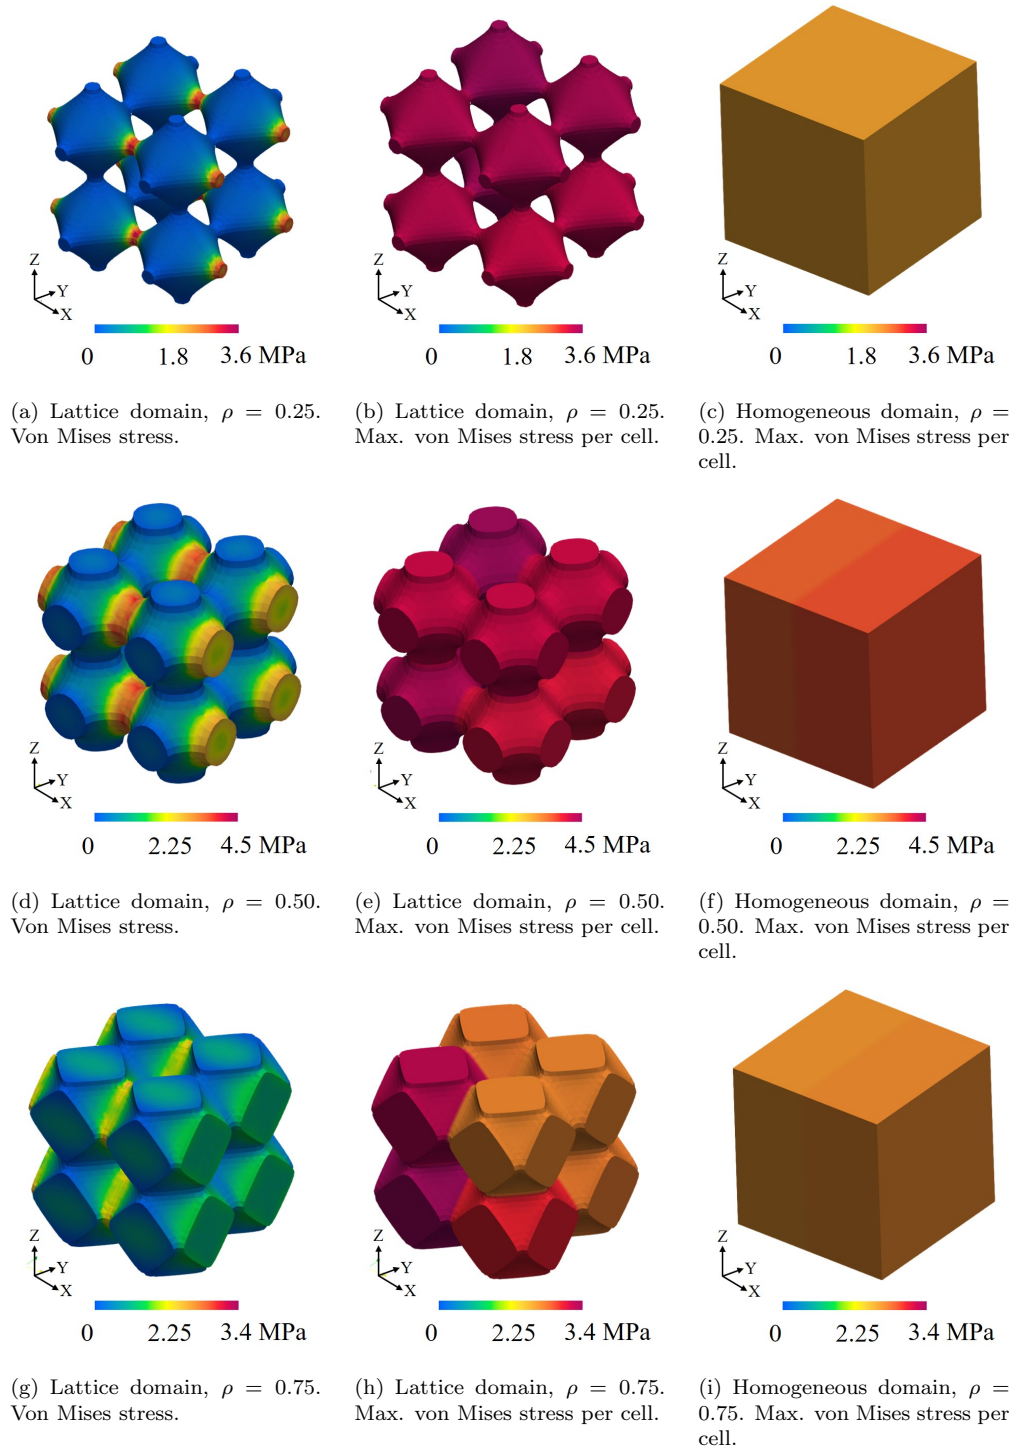 Z
Y
X
0 1.8 3.6 MPa
Z
Y
X
0 1.8 3.6 MPa
Z
Y
X
0 1.8 3.6 MPa
(a) Lattice domain, ρ = 0.25.
Von Mises stress.
(b) Lattice domain, ρ = 0.25.
Max. von Mises stress per cell.
(c) Homogeneous domain, ρ =
0.25. Max. von Mises stress per
cell.
Z
Y
X
0 2.25 4.5 MPa
Z
Y
X
0 2.25 4.5 MPa
Z
Y
X
0 2.25 4.5 MPa
(d) Lattice domain, ρ = 0.50.
Von Mises stress.
(e) Lattice domain, ρ = 0.50.
Max. von Mises stress per cell.
(f) Homogeneous domain, ρ =
0.50. Max. von Mises stress per
cell.
Z
Y
X
0 2.25 3.4 MPa
Z
Y
X
0 2.25 3.4 MPa
Z
Y
X
0 2.25 3.4 MPa
(g) Lattice domain, ρ = 0.75.
Von Mises stress.
(h) Lattice domain, ρ = 0.75.
Max. von Mises stress per cell.
(i) Homogeneous domain, ρ =
0.75. Max. von Mises stress per
cell.